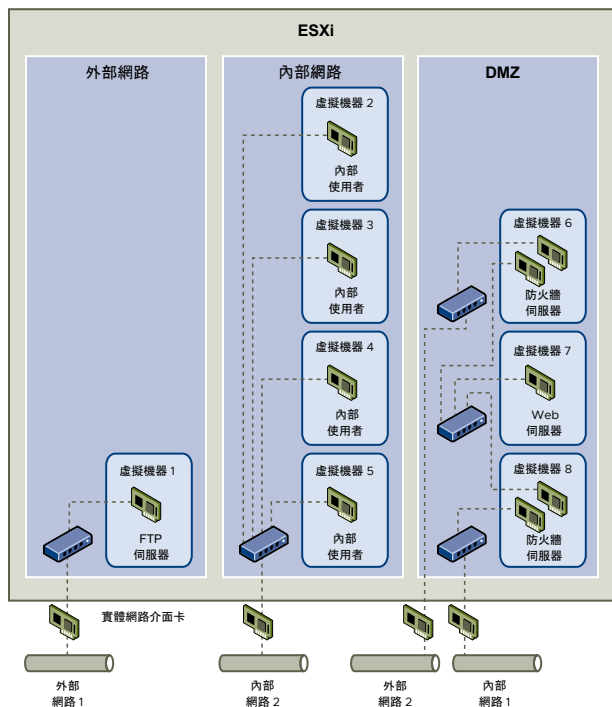 ESXi
外部網路
內部網路
DMZ
虛擬機器 2
內部
使用者
虛擬機器 3
內部
使用者
虛擬機器 4
內部
使用者
虛擬機器 5
內部
使用者
虛擬機器 1
FTP
伺服器
虛擬機器 6
防火牆
伺服器
虛擬機器 7
Web
伺服器
虛擬機器 8
防火牆
伺服器
實體網路介面卡
外部
網路 1
內部
網路 2
外部
網路 2
內部
網路 1